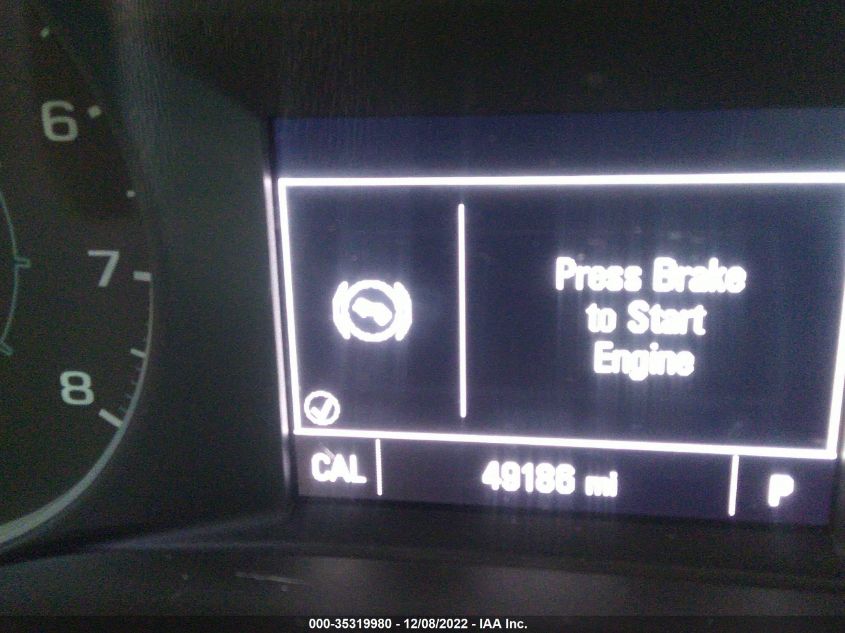 6
7
8
Press Brake
to Start
Engine
CAL
49186 mi
P
000-35319980 - 12/08/2022 - IAA Inc.